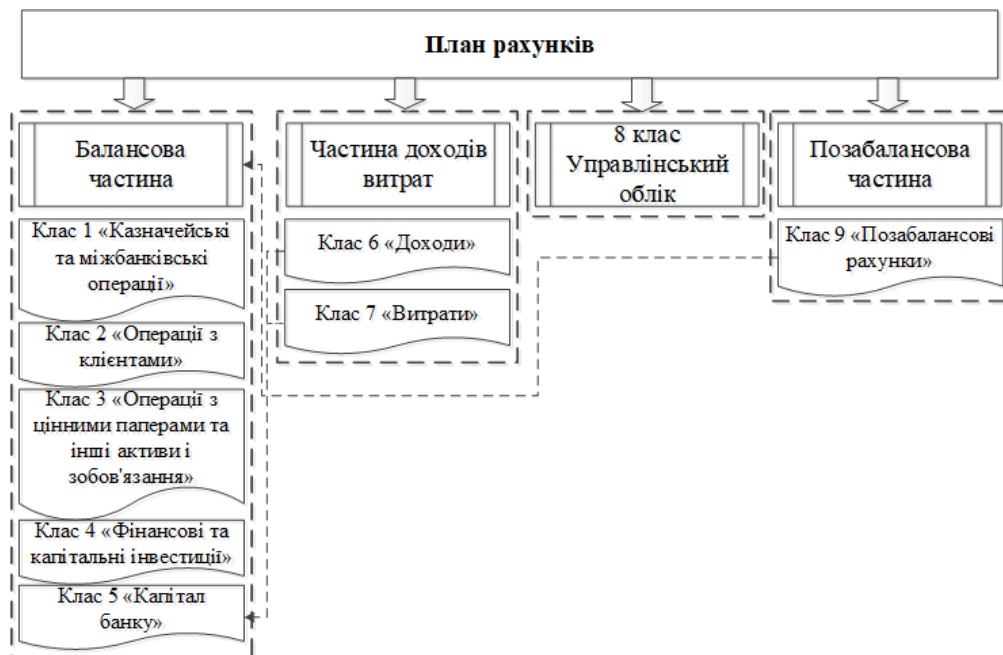 План рахунків
Балансова
частина
Клас 1 «Казначейські
та міжбанківські
операції»
Клас 2 «Операції з
клієнтами»
Клас 3 «Операції з
цінними паперами та
інші активи і
зобов'язання»
Клас 4 «Фінансові та
капітальні інвестиції»
Клас 5 «Капітал
банку»
Частина доходів
витрат
Клас 6 «Доходи»
Клас 7 «Витрати»
8 клас
Управлінський
облік
Позабалансова
частина
Клас 9 «Позабалансові
рахунки»